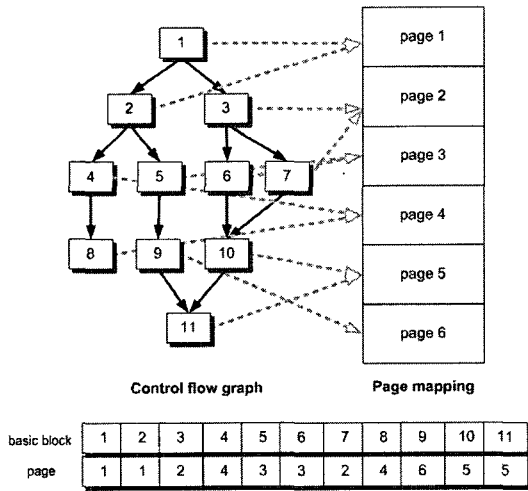 1
page 1
2
3
page 2
4
5
6
7
page 3
page 4
8
9
10
page 5
11
page 6
Control flow graph
Page mapping
basic block 1 2 3 4 5 6 7 8 9 10 11
page 1 1 2 4 3 3 2 4 6 5 5